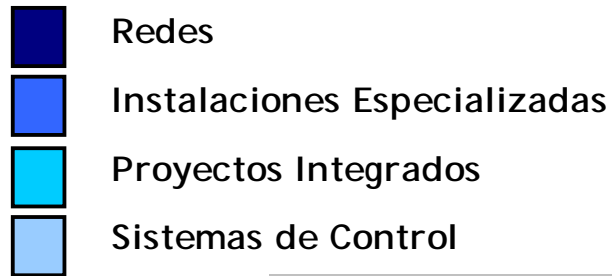 Redes
Instalaciones Especializadas
Proyectos Integrados
Sistemas de Control